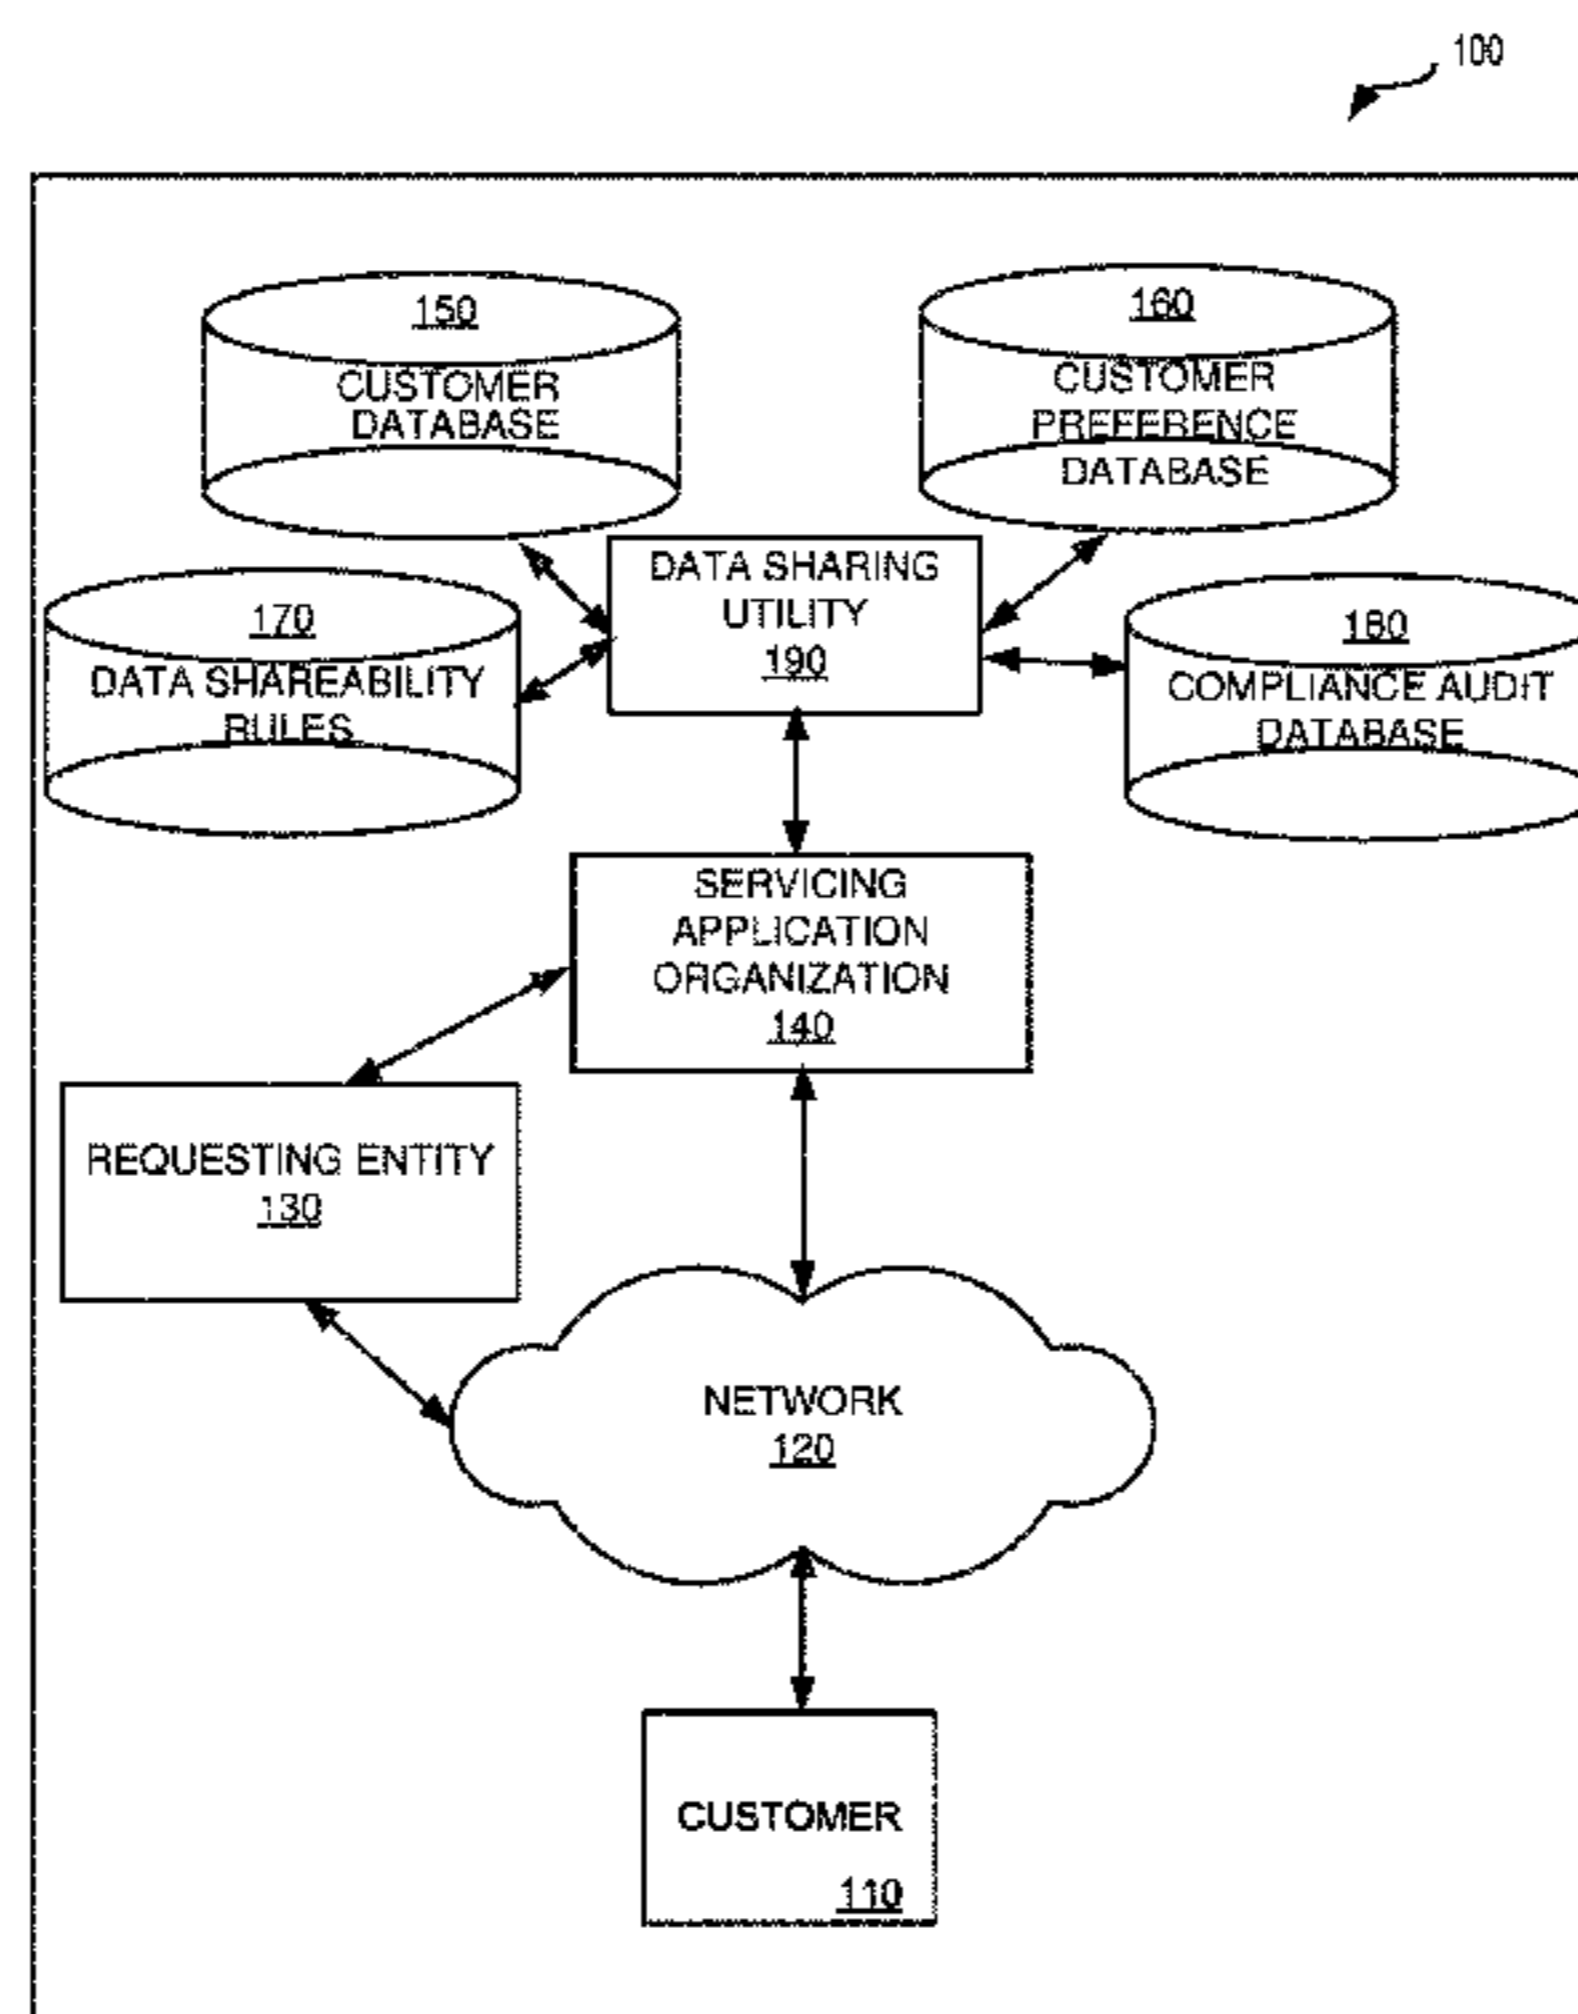 100
150
CUSTOMER
DATABASE
160
CUSTOMER
PREFERENCE
DATABASE
DATA SHARING
UTILITY
190
170
DATA SHAREABILITY
RULES
180
COMPLIANCE AUDIT
DATABASE
SERVICING
APPLICATION
ORGANIZATION
140
REQUESTING ENTITY
130
NETWORK
120
CUSTOMER
110